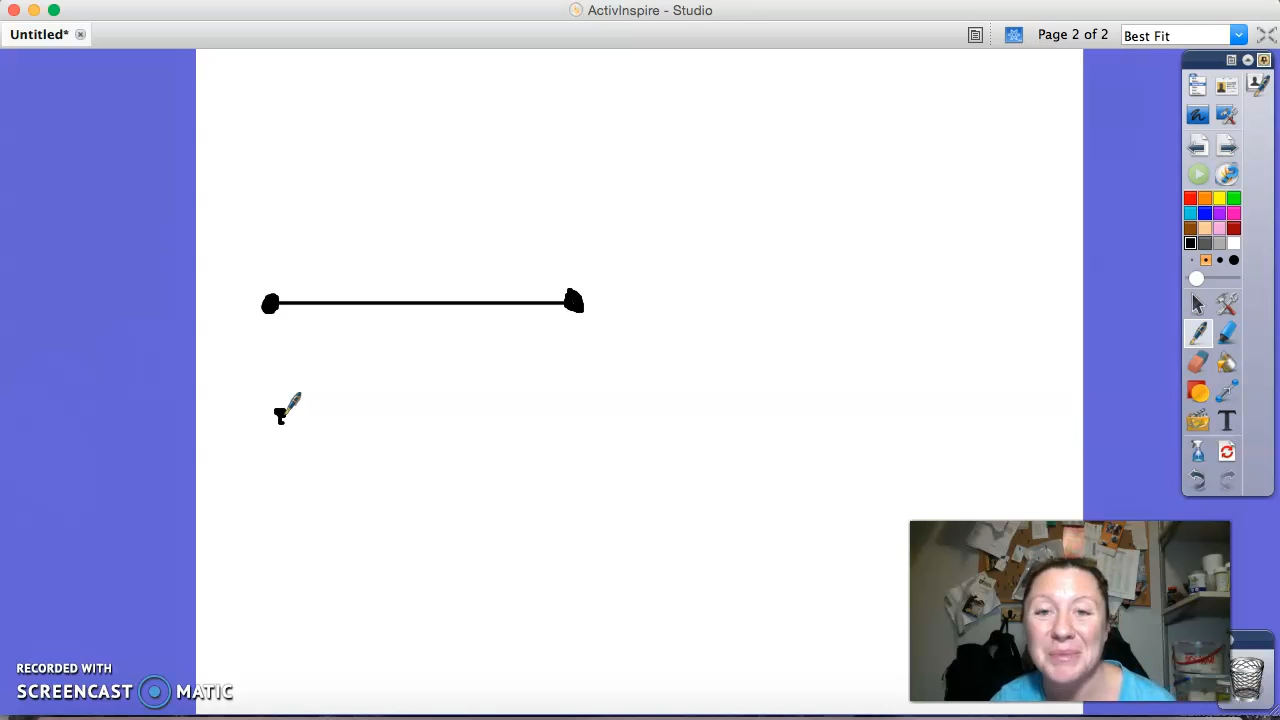 ActivInspire - Studio
Untitled*
Page 2 of 2
Best Fit
T
RECORDED WITH
SCREENCAST MATIC